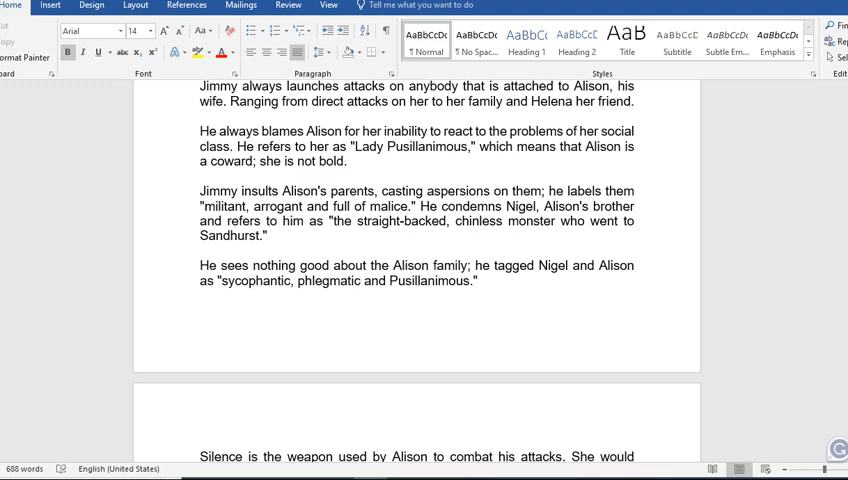 Home Insert Design Layout References Mailings Review View Tell me what you want to do
Arial 14 Aa
Format Painter
B I U abc x₂ x² A A
Font Paragraph Styles
AaBbCcDc AaBbCcDc AaBbCc AaBbCcD AaB AaBbCcD AaBbCcDc AaBbCcDc
¶ Normal ¶ No Spac... Heading 1 Heading 2 Title Subtitle Subtle Em... Emphasis
Jimmy always launches attacks on anybody that is attached to Alison, his
wife. Ranging from direct attacks on her to her family and Helena her friend.
He always blames Alison for her inability to react to the problems of her social
class. He refers to her as "Lady Pusillanimous," which means that Alison is
a coward; she is not bold.
Jimmy insults Alison's parents, casting aspersions on them; he labels them
"militant, arrogant and full of malice." He condemns Nigel, Alison's brother
and refers to him as "the straight-backed, chinless monster who went to
Sandhurst."
He sees nothing good about the Alison family; he tagged Nigel and Alison
as "sycophantic, phlegmatic and Pusillanimous."
Silence is the weapon used by Alison to combat his attacks. She would
688 words English (United States)